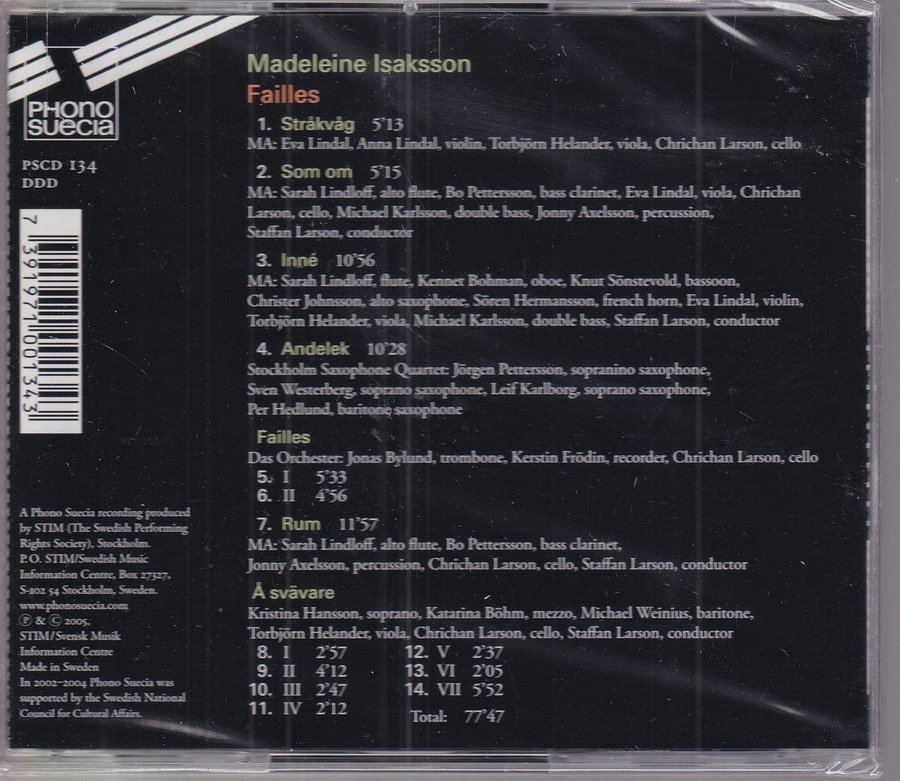 PHONO
suecia
PSCD 134
DDD
7 391971 001343
A Phono Suecia recording produced
by STIM (The Swedish Performing
Rights Society), Stockholm.
P.O. STIM/Swedish Music
Information Centre, Box 27327,
S-102 54 Stockholm, Sweden.
www.phonosuecia.com
℗ & © 2005,
STIM/Svensk Musik
Information Centre
Made in Sweden
In 2002-2004 Phono Suecia was
supported by the Swedish National
Council for Cultural Affairs.
Madeleine Isaksson
Failles
1. Stråkvåg 5'13
MA: Eva Lindal, Anna Lindal, violin, Torbjörn Helander, viola, Chrichan Larson, cello
2. Som om 5'15
MA: Sarah Lindloff, alto flute, Bo Pettersson, bass clarinet, Eva Lindal, viola, Chrichan
Larson, cello, Michael Karlsson, double bass, Jonny Axelsson, percussion,
Staffan Larson, conductor
3. Inné 10'56
MA: Sarah Lindloff, flute, Kennet Bohman, oboe, Knut Sönstevold, bassoon,
Christer Johnsson, alto saxophone, Sören Hermansson, french horn, Eva Lindal, violin,
Torbjörn Helander, viola, Michael Karlsson, double bass, Staffan Larson, conductor
4. Andelek 10'28
Stockholm Saxophone Quartet: Jörgen Pettersson, sopranino saxophone,
Sven Westerberg, soprano saxophone, Leif Karlborg, soprano saxophone,
Per Hedlund, baritone saxophone
Failles
Das Orchester: Jonas Bylund, trombone, Kerstin Frödin, recorder, Chrichan Larson, cello
5. I 5'33
6. II 4'56
7. Rum 11'57
MA: Sarah Lindloff, alto flute, Bo Pettersson, bass clarinet,
Jonny Axelsson, percussion, Chrichan Larson, cello, Staffan Larson, conductor
Å svävare
Kristina Hansson, soprano, Katarina Böhm, mezzo, Michael Weinius, baritone,
Torbjörn Helander, viola, Chrichan Larson, cello, Staffan Larson, conductor
8. I 2'57
9. II 4'12
10. III 2'47
11. IV 2'12
12. V 2'37
13. VI 2'05
14. VII 5'52
Total: 77'47